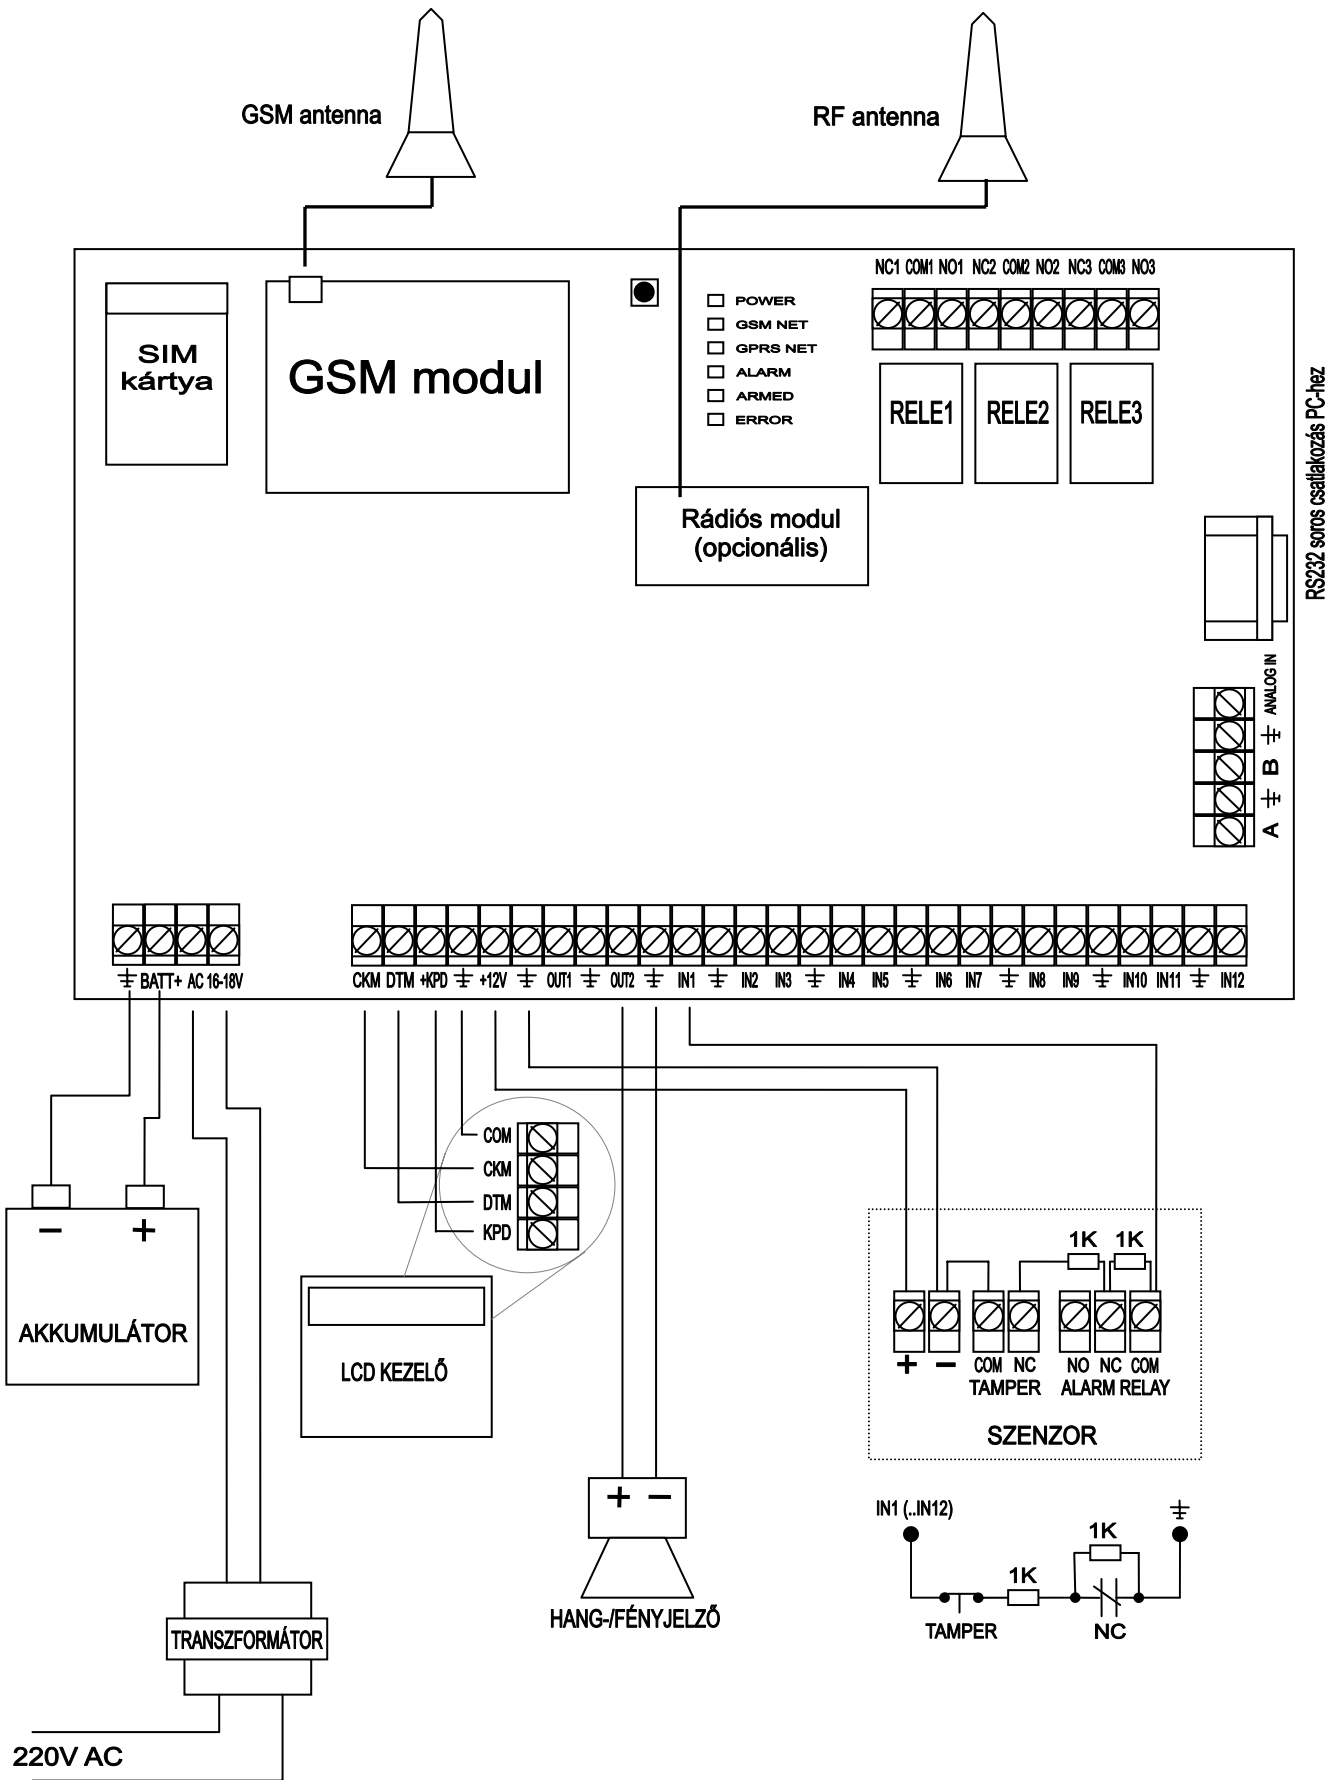 GSM antenna
RF antenna
NC1 COM1 NO1 NC2 COM2 NO2 NC3 COM3 NO3
SIM
kártya
GSM modul
POWER
GSM NET
GPRS NET
ALARM
ARMED
ERROR
RELE1
RELE2
RELE3
RS232 soros csatlakozás PC-hez
Rádiós modul
(opcionális)
ANALOG IN
B
A
BATT+ AC 16-18V
CKM DTM +KPD +12V OUT1 OUT2 IN1 IN2 IN3 IN4 IN5 IN6 IN7 IN8 IN9 IN10 IN11 IN12
COM
CKM
DTM
KPD
− +
AKKUMULÁTOR
LCD KEZELŐ
1K 1K
+ − COM NC NO NC COM
TAMPER ALARM RELAY
SZENZOR
+ −
HANG-/FÉNYJELZŐ
IN1 (..IN12)
1K
1K
TAMPER
NC
TRANSZFORMÁTOR
220V AC